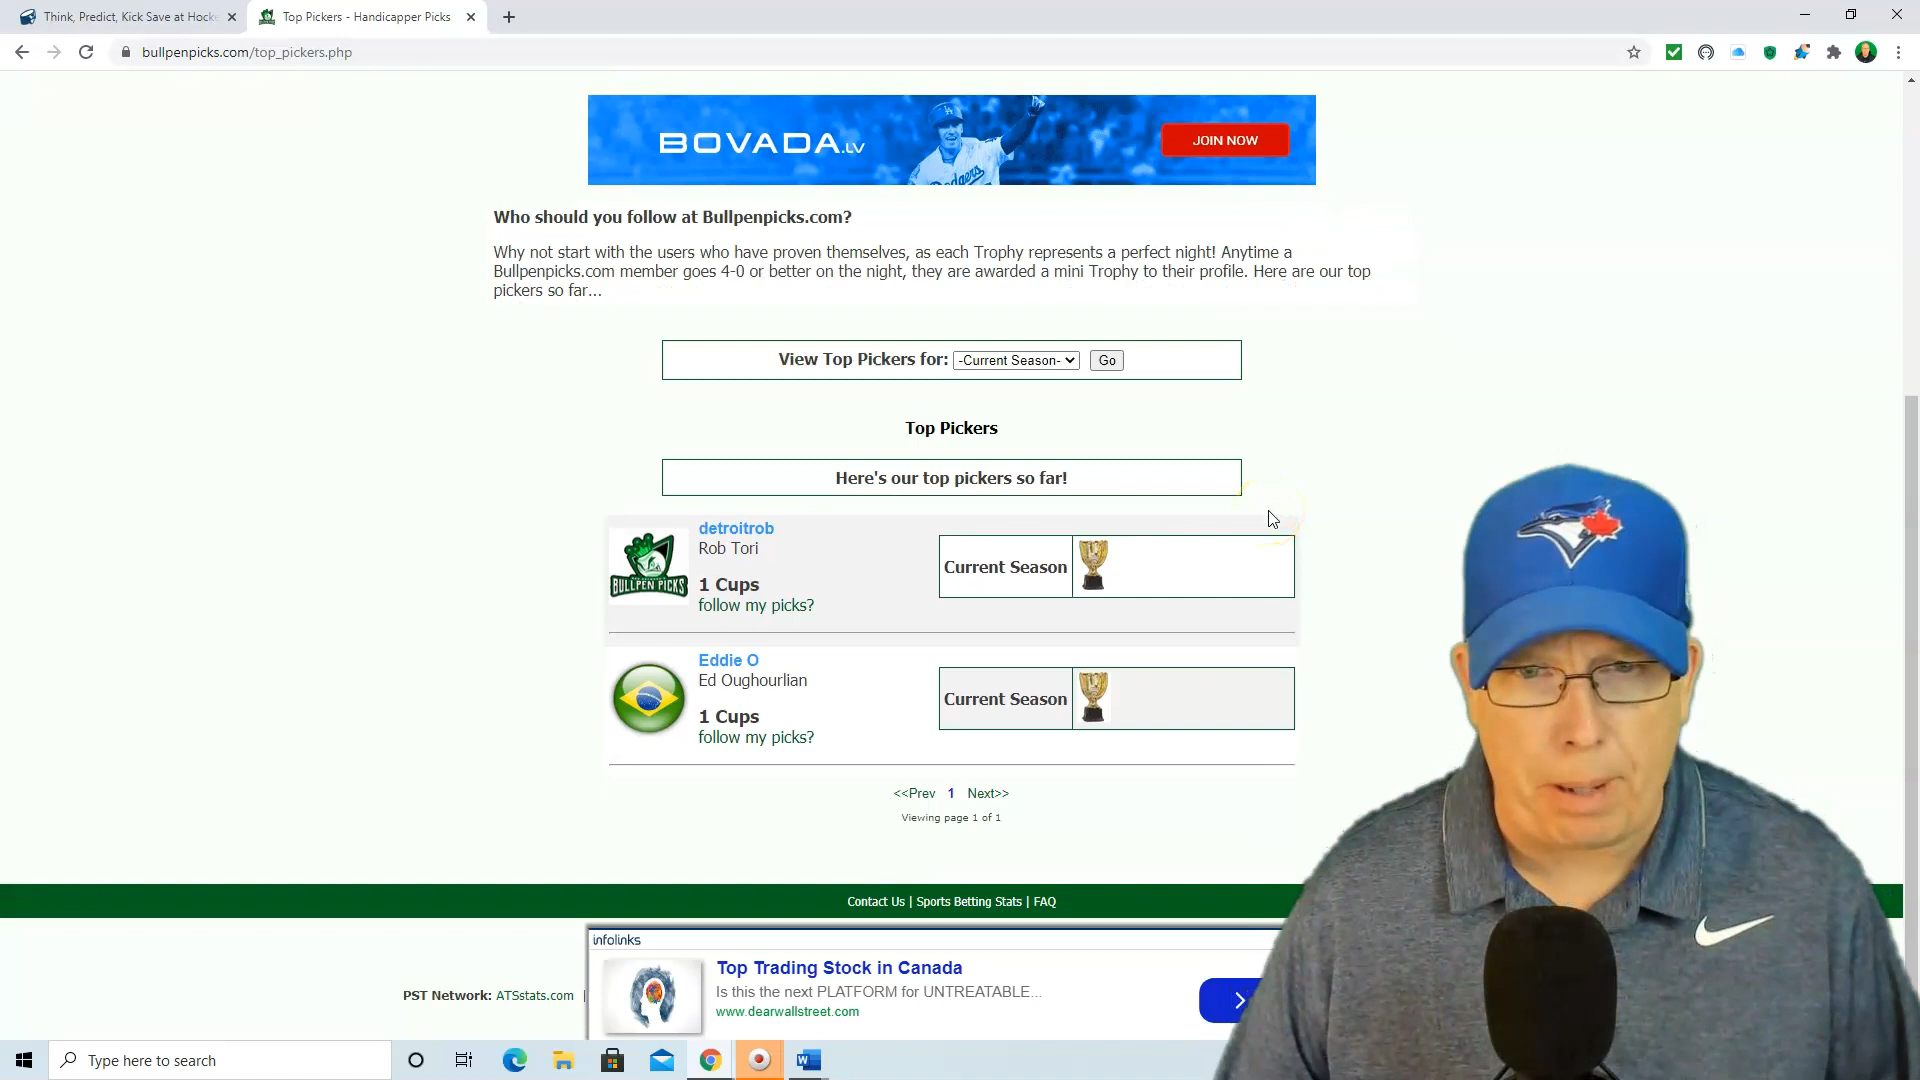 Think, Predict, Kick Save at Hocke
Top Pickers - Handicapper Picks
bullpenpicks.com/top_pickers.php
BOVADA.LV
Dodgers
JOIN NOW
Who should you follow at Bullpenpicks.com?
Why not start with the users who have proven themselves, as each Trophy represents a perfect night! Anytime a
Bullpenpicks.com member goes 4-0 or better on the night, they are awarded a mini Trophy to their profile. Here are our top
pickers so far...
View Top Pickers for: -Current Season- Go
Top Pickers
Here's our top pickers so far!
detroitrob
Rob Tori
1 Cups
follow my picks?
BULLPEN PICKS
Current Season
Eddie O
Ed Oughourlian
1 Cups
follow my picks?
Current Season
<<Prev 1 Next>>
Viewing page 1 of 1
Contact Us | Sports Betting Stats | FAQ
infolinks
Top Trading Stock in Canada
Is this the next PLATFORM for UNTREATABLE...
www.dearwallstreet.com
PST Network: ATSstats.com |
Type here to search